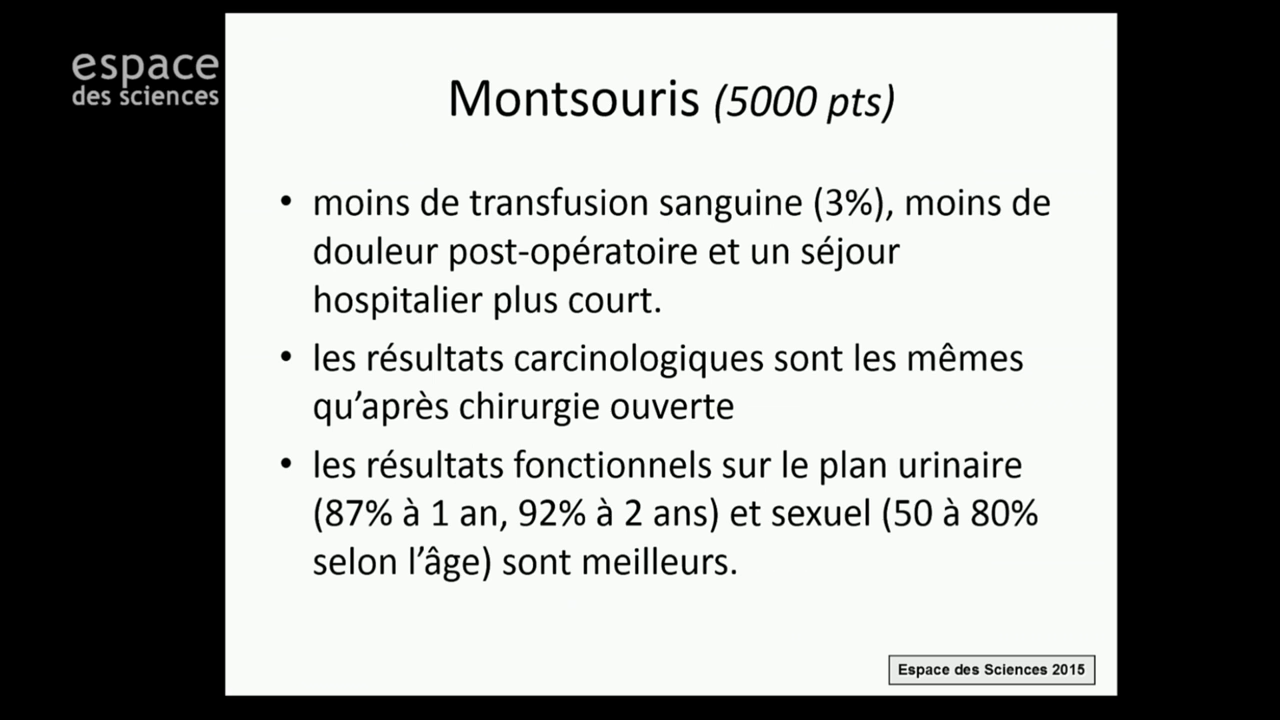 espace
des sciences
Montsouris (5000 pts)
• moins de transfusion sanguine (3%), moins de
douleur post-opératoire et un séjour
hospitalier plus court.
• les résultats carcinologiques sont les mêmes
qu’après chirurgie ouverte
• les résultats fonctionnels sur le plan urinaire
(87% à 1 an, 92% à 2 ans) et sexuel (50 à 80%
selon l’âge) sont meilleurs.
Espace des Sciences 2015